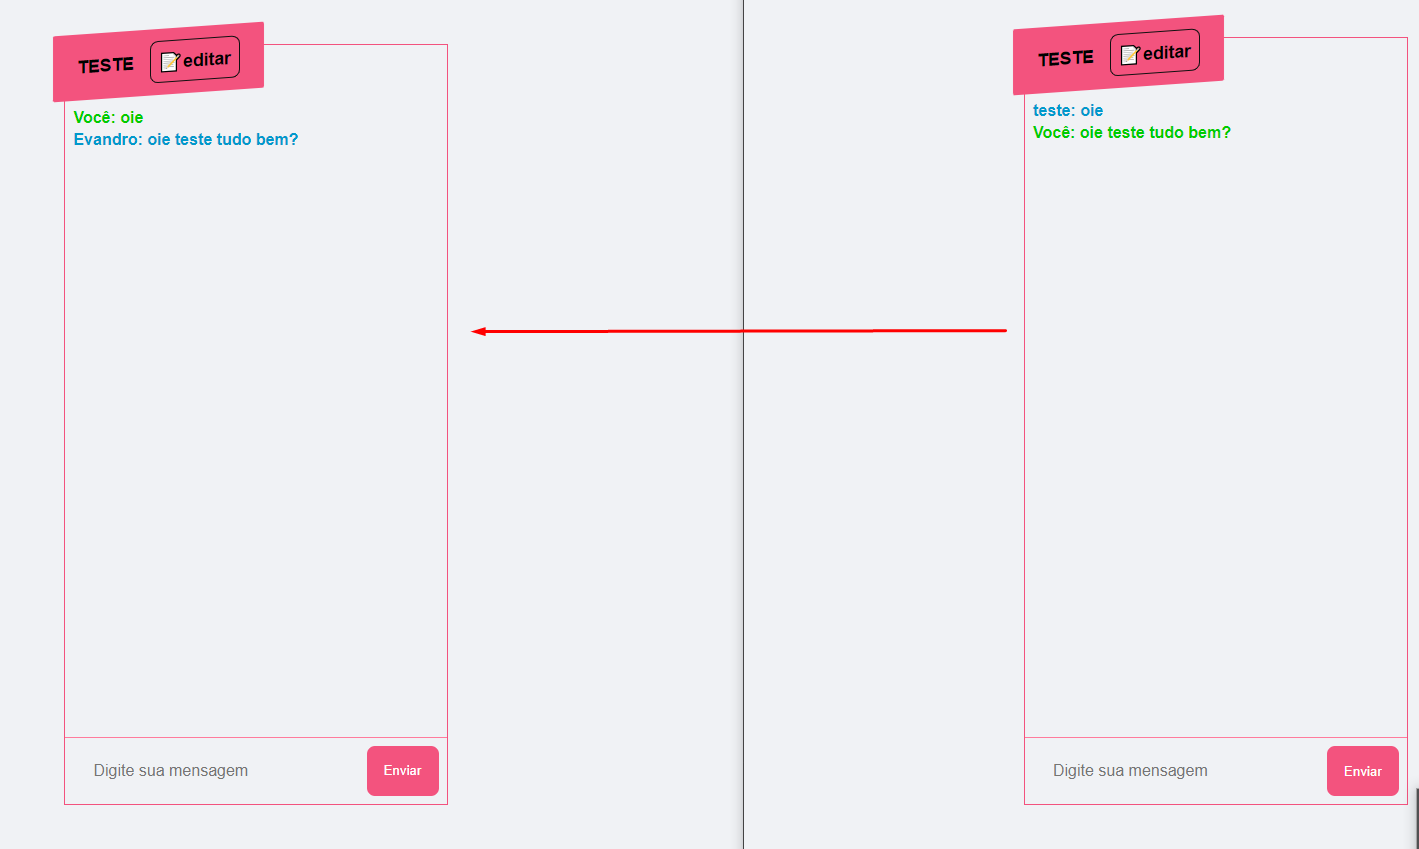 TESTE 📝editar
Você: oie
Evandro: oie teste tudo bem?
Digite sua mensagem Enviar
TESTE 📝editar
teste: oie
Você: oie teste tudo bem?
Digite sua mensagem Enviar